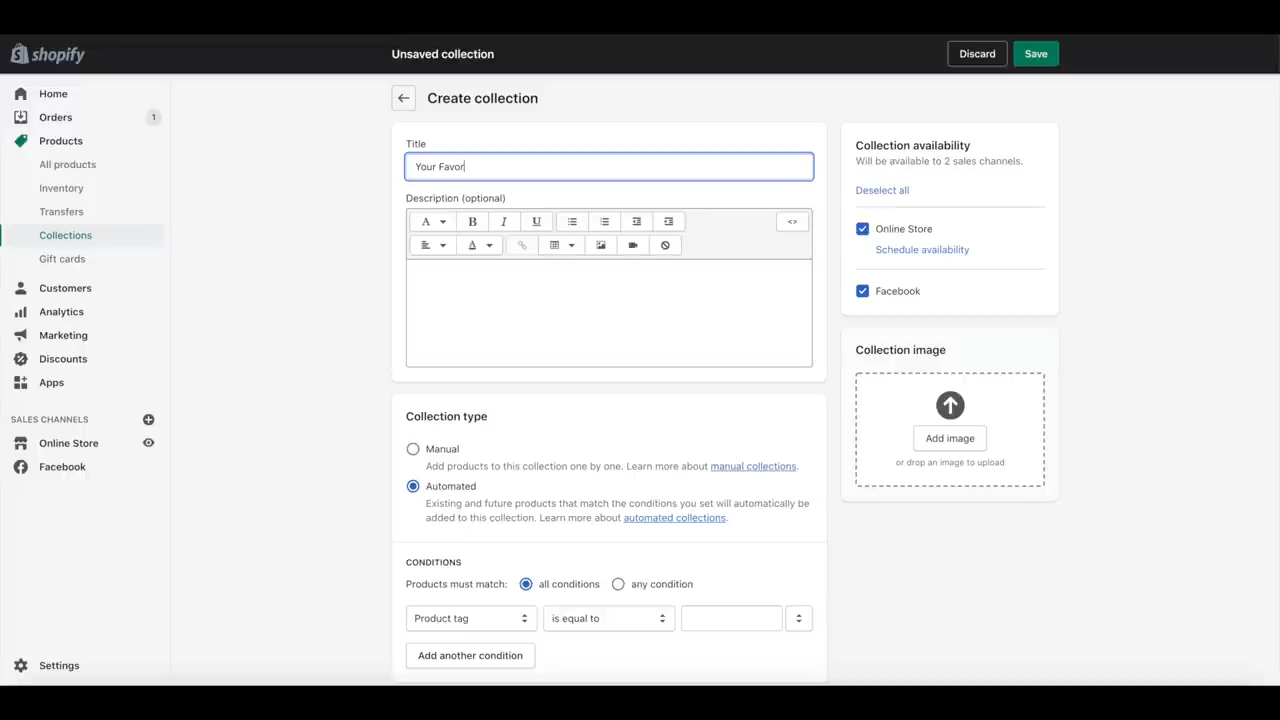 shopify
Unsaved collection
Discard
Save
Home
Orders
1
Products
All products
Inventory
Transfers
Collections
Gift cards
Customers
Analytics
Marketing
Discounts
Apps
SALES CHANNELS
Online Store
Facebook
Settings
Create collection
Title
Your Favor
Description (optional)
A
B
I
U
<>
A
Collection type
Manual
Add products to this collection one by one. Learn more about manual collections.
Automated
Existing and future products that match the conditions you set will automatically be
added to this collection. Learn more about automated collections.
CONDITIONS
Products must match:
all conditions
any condition
Product tag
is equal to
Add another condition
Collection availability
Will be available to 2 sales channels.
Deselect all
Online Store
Schedule availability
Facebook
Collection image
Add image
or drop an image to upload